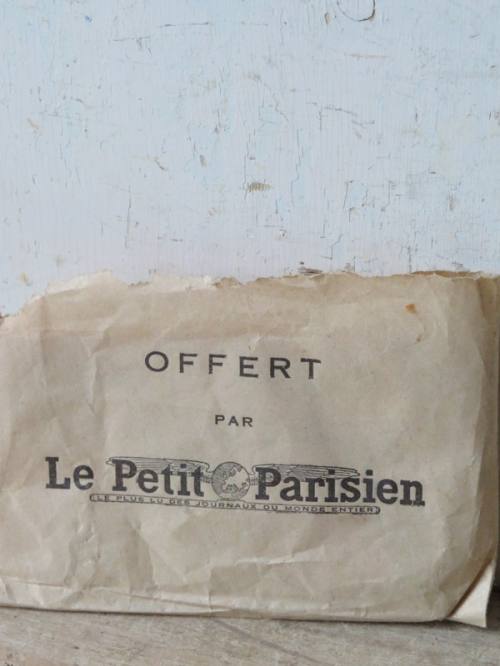 OFFERT
PAR
Le Petit Parisien
LE PLUS LU DES JOURNAUX DU MONDE ENTIER